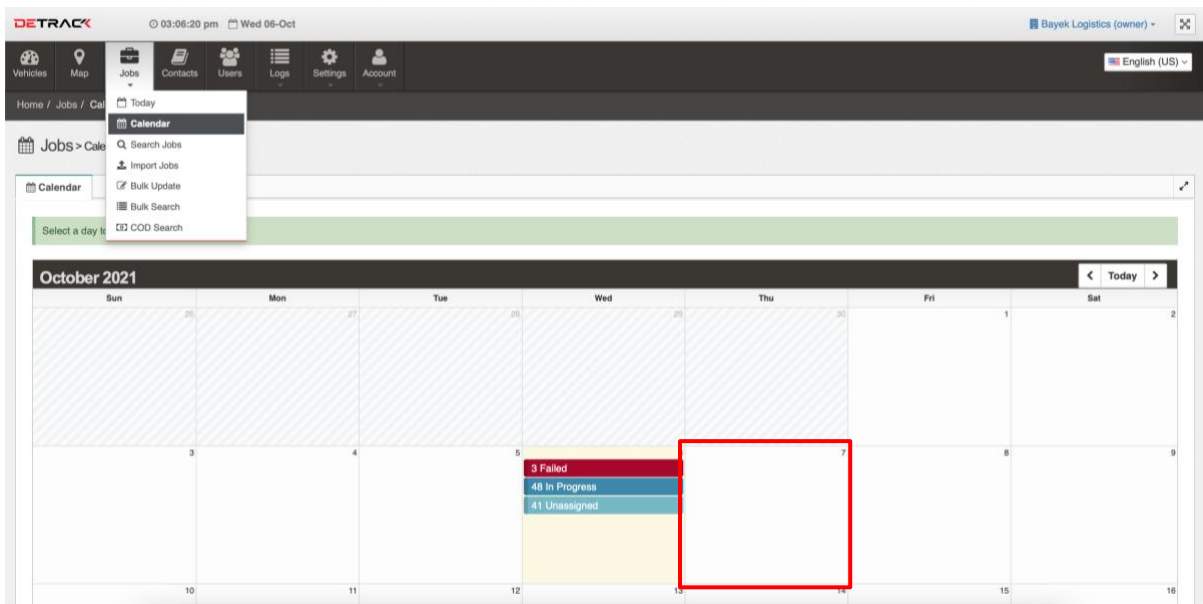 DETRACK 03:06:20 pm Wed 06-Oct Bayek Logistics (owner)
Vehicles Map Jobs Contacts Users Logs Settings Account English (US)
Home / Jobs / Cal
Today
Calendar
Search Jobs
Import Jobs
Bulk Update
Bulk Search
COD Search
Jobs > Cale
Calendar
Select a day to
October 2021 Today
Sun Mon Tue Wed Thu Fri Sat
26 27 28 29 30 1 2
3 4 5 7 8 9
3 Failed
48 In Progress
41 Unassigned
10 11 12 13 14 15 16